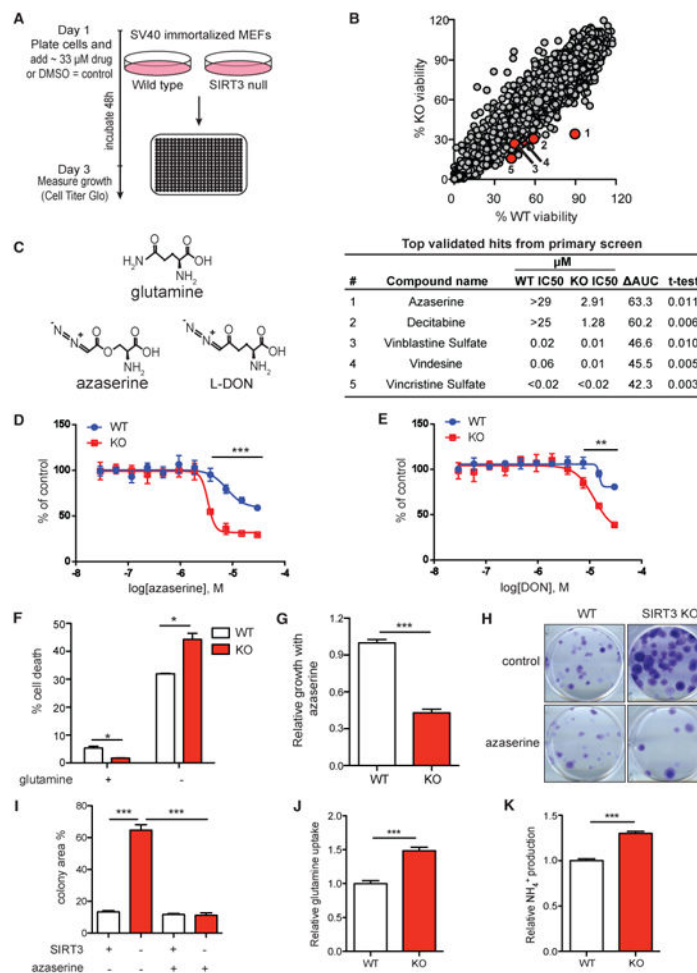 A
Day 1
Plate cells and
add ~ 33 μM drug
or DMSO = control
incubate 48h
Day 3
Measure growth
(Cell Titer Glo)
SV40 immortalized MEFs
Wild type
SIRT3 null
B
% KO viability
120
90
60
30
0
0
30
60
90
120
% WT viability
1
2
3
4
5
C
glutamine
azaserine
L-DON
H₂N
O
O
OH
NH₂
N
N
O
O
O
OH
NH₂
N
N
O
O
OH
NH₂
Top validated hits from primary screen
μM
# Compound name WT IC50 KO IC50 ΔAUC t-test
1 Azaserine >29 2.91 63.3 0.011
2 Decitabine >25 1.28 60.2 0.006
3 Vinblastine Sulfate 0.02 0.01 46.6 0.010
4 Vindesine 0.06 0.01 45.5 0.005
5 Vincristine Sulfate <0.02 <0.02 42.3 0.003
D
WT
KO
***
% of control
150
100
50
0
-8
-7
-6
-5
-4
log[azaserine], M
E
WT
KO
**
% of control
150
100
50
0
-8
-7
-6
-5
-4
log[DON], M
F
WT
KO
*
*
% cell death
50
40
30
20
10
0
glutamine + -
G
***
Relative growth with
azaserine
1.2
0.9
0.6
0.3
0.0
WT
KO
H
WT
SIRT3 KO
control
azaserine
I
*** ***
colony area %
80
60
40
20
0
SIRT3 + - + -
azaserine - - + +
J
***
Relative glutamine uptake
2.0
1.5
1.0
0.5
0.0
WT
KO
K
***
Relative NH₄⁺ production
1.5
1.0
0.5
0.0
WT
KO